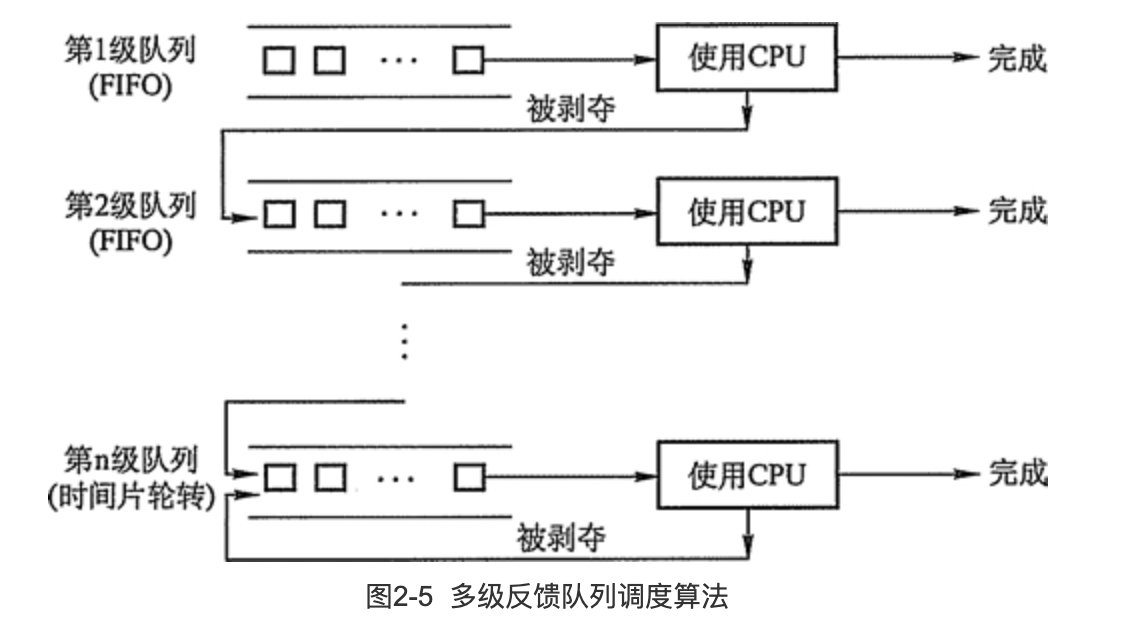 第1级队列
(FIFO)
使用CPU
完成
被剥夺
第2级队列
(FIFO)
使用CPU
完成
被剥夺
第n级队列
(时间片轮转)
使用CPU
完成
被剥夺
图2-5 多级反馈队列调度算法